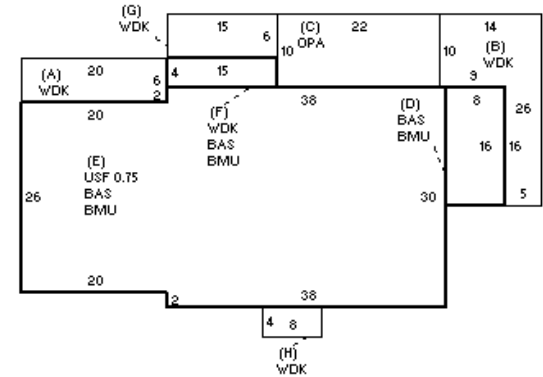 (G)
WDK
15
6
(C)
OPA
22
14
10
10
(B)
WDK
9
(A)
WDK
20
6
4
15
2
20
38
(F)
WDK
BAS
BMU
(D)
BAS
BMU
8
26
16
16
(E)
USF 0.75
BAS
BMU
26
30
5
20
2
38
4
8
(H)
WDK